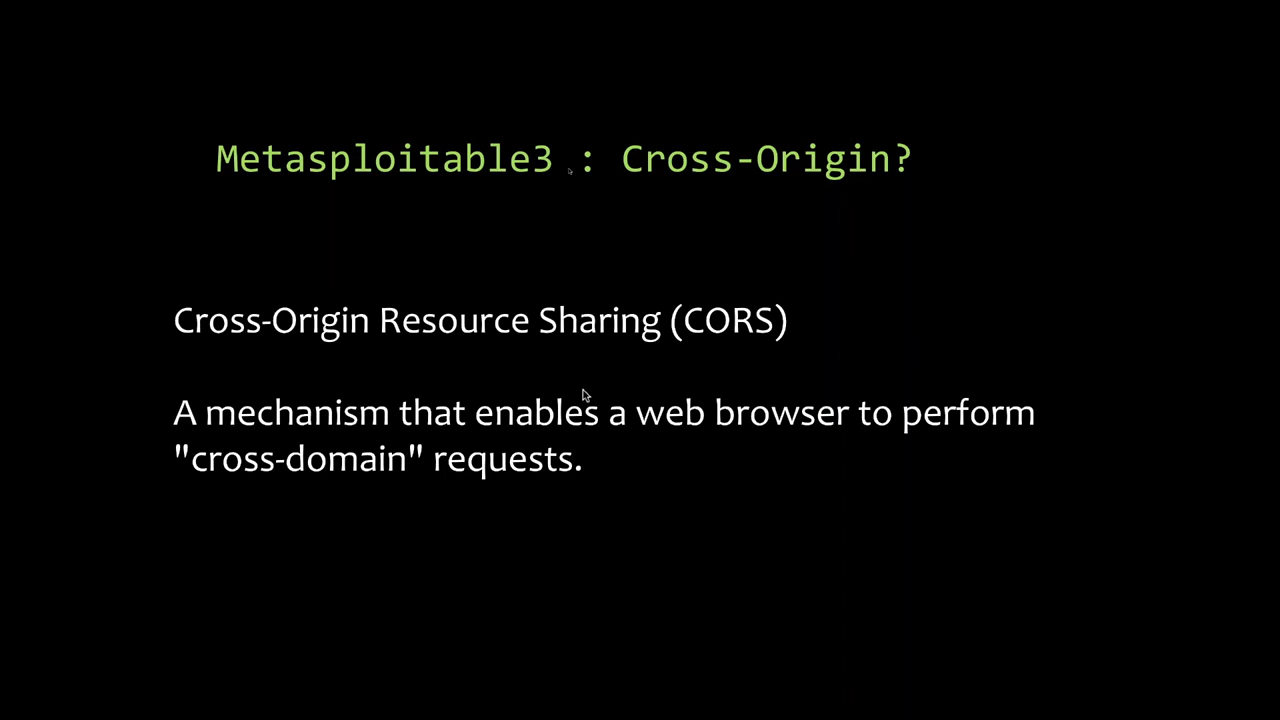 Metasploitable3 : Cross-Origin?
Cross-Origin Resource Sharing (CORS)
A mechanism that enables a web browser to perform
"cross-domain" requests.